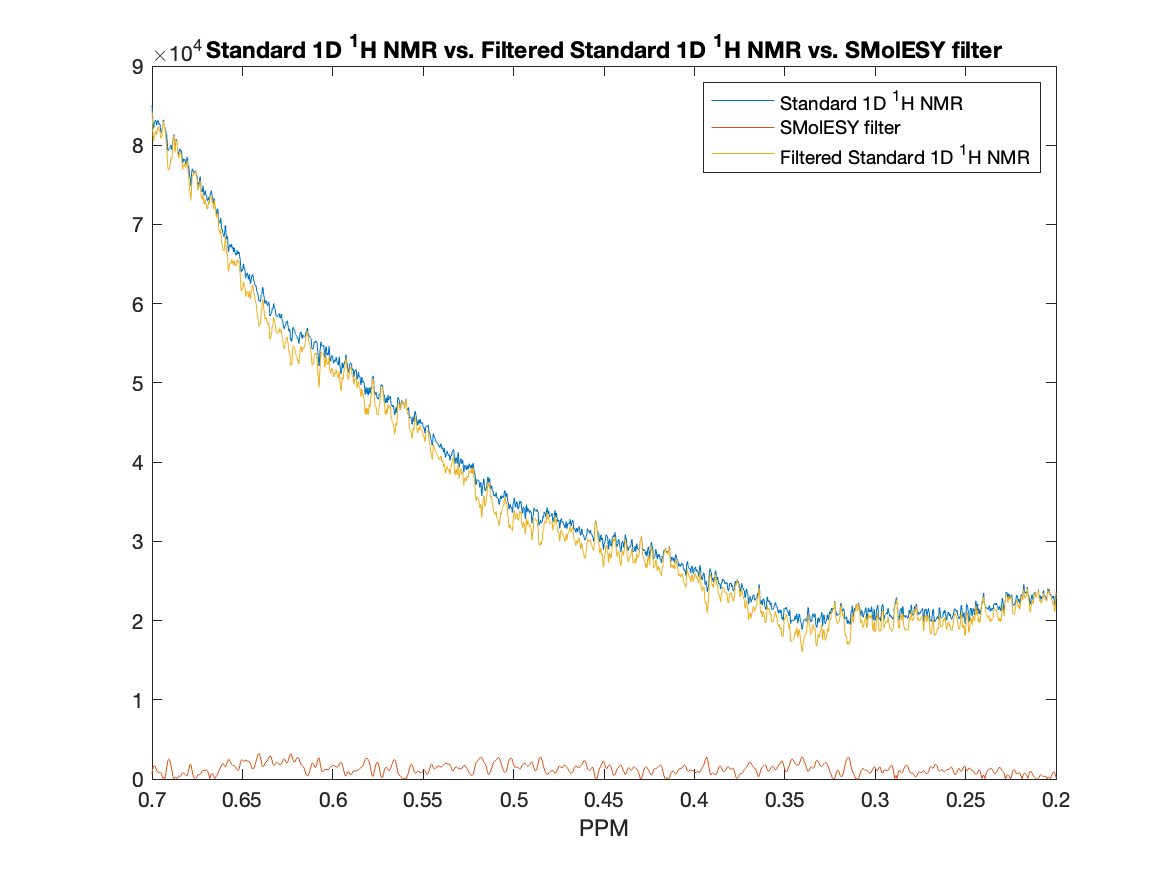 ×10⁴ Standard 1D ¹H NMR vs. Filtered Standard 1D ¹H NMR vs. SMolESY filter
Standard 1D ¹H NMR
SMolESY filter
Filtered Standard 1D ¹H NMR
9
8
7
6
5
4
3
2
1
0
0.7 0.65 0.6 0.55 0.5 0.45 0.4 0.35 0.3 0.25 0.2
PPM